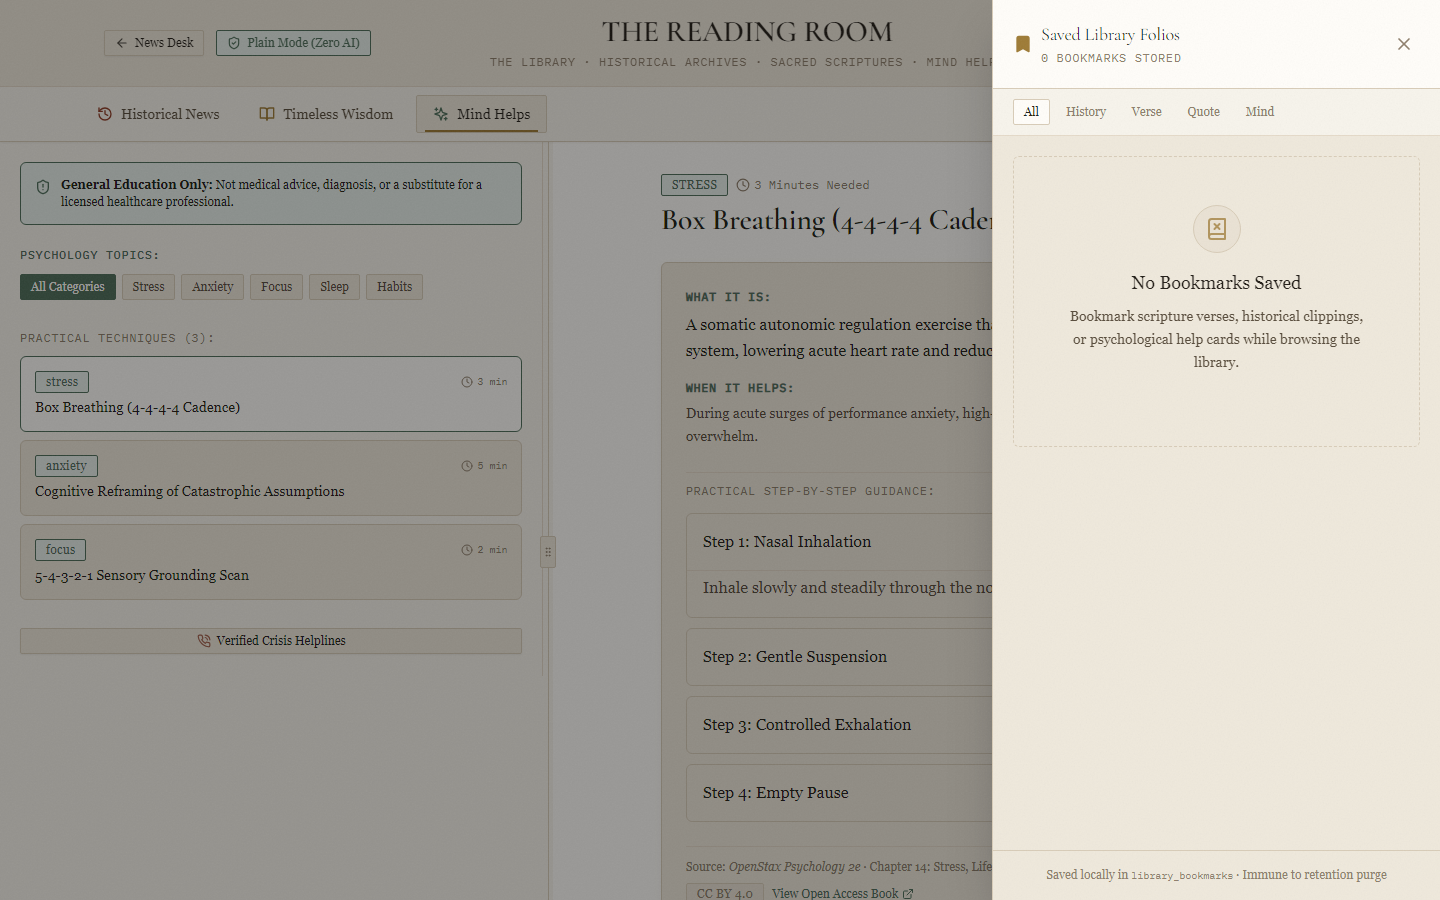 News Desk
Plain Mode (Zero AI)
THE READING ROOM
THE LIBRARY · HISTORICAL ARCHIVES · SACRED SCRIPTURES · MIND HELP
Historical News
Timeless Wisdom
Mind Helps
General Education Only: Not medical advice, diagnosis, or a substitute for a
licensed healthcare professional.
PSYCHOLOGY TOPICS:
All Categories
Stress
Anxiety
Focus
Sleep
Habits
PRACTICAL TECHNIQUES (3):
stress
3 min
Box Breathing (4-4-4-4 Cadence)
anxiety
5 min
Cognitive Reframing of Catastrophic Assumptions
focus
2 min
5-4-3-2-1 Sensory Grounding Scan
Verified Crisis Helplines
STRESS
3 Minutes Needed
Box Breathing (4-4-4-4 Caden
WHAT IT IS:
A somatic autonomic regulation exercise tha
system, lowering acute heart rate and reduc
WHEN IT HELPS:
During acute surges of performance anxiety, high-
overwhelm.
PRACTICAL STEP-BY-STEP GUIDANCE:
Step 1: Nasal Inhalation
Inhale slowly and steadily through the no
Step 2: Gentle Suspension
Step 3: Controlled Exhalation
Step 4: Empty Pause
Source: OpenStax Psychology 2e · Chapter 14: Stress, Life
CC BY 4.0
View Open Access Book
Saved Library Folios
0 BOOKMARKS STORED
All
History
Verse
Quote
Mind
No Bookmarks Saved
Bookmark scripture verses, historical clippings,
or psychological help cards while browsing the
library.
Saved locally in library_bookmarks · Immune to retention purge